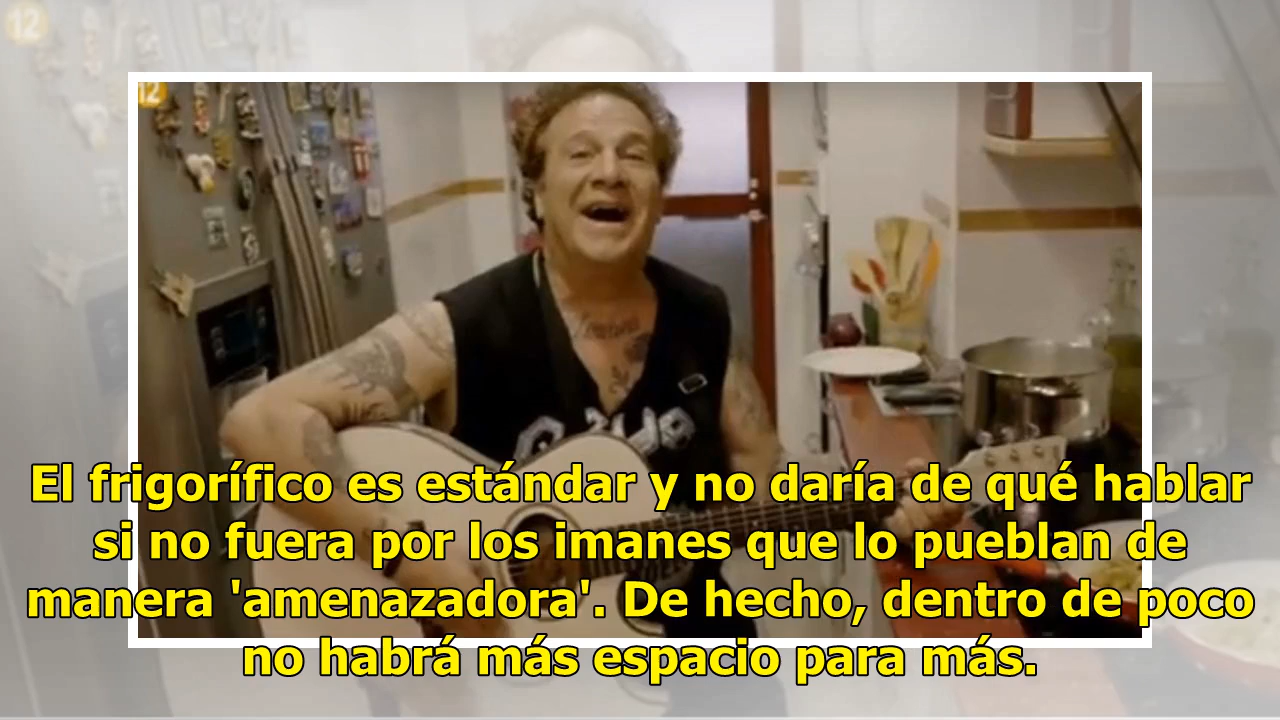 12
12
El frigorífico es estándar y no daría de qué hablar
si no fuera por los imanes que lo pueblan de
manera 'amenazadora'. De hecho, dentro de poco
no habrá más espacio para más.